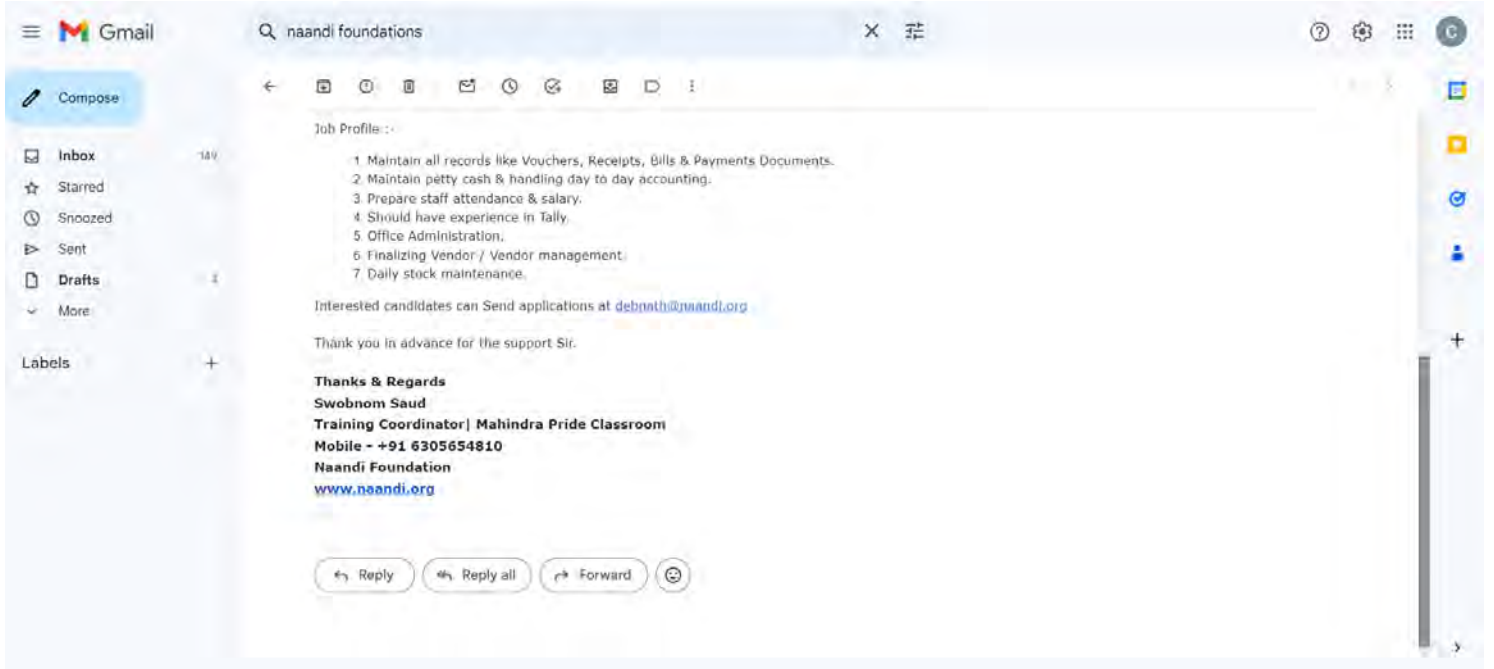 Gmail
naandi foundations
C
Compose
Job Profile :-
Inbox 149
1. Maintain all records like Vouchers, Receipts, Bills & Payments Documents.
2. Maintain petty cash & handling day to day accounting.
Starred
3. Prepare staff attendance & salary.
Snoozed
4. Should have experience in Tally.
5. Office Administration.
Sent
6. Finalizing Vendor / Vendor management.
Drafts
7. Daily stock maintenance.
More
Interested candidates can Send applications at debnath@naandi.org
Thank you in advance for the support Sir.
Labels
Thanks & Regards
Swobnom Saud
Training Coordinator| Mahindra Pride Classroom
Mobile - +91 6305654810
Naandi Foundation
www.naandi.org
Reply
Reply all
Forward